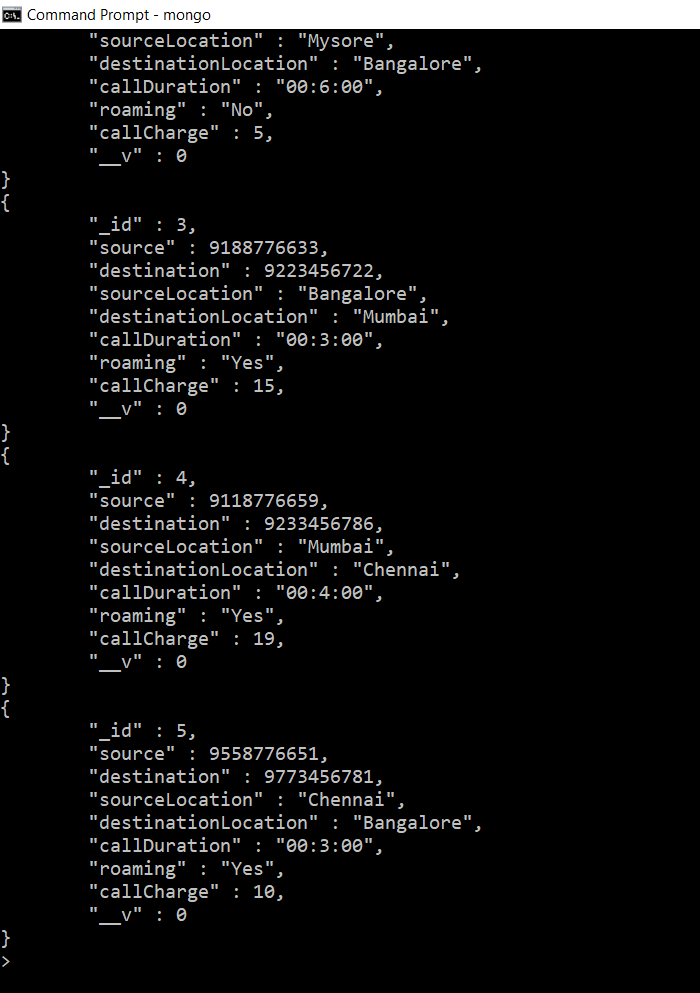 Command Prompt - mongo
"sourceLocation" : "Mysore",
"destinationLocation" : "Bangalore",
"callDuration" : "00:6:00",
"roaming" : "No",
"callCharge" : 5,
"__v" : 0
}
{
"_id" : 3,
"source" : 9188776633,
"destination" : 9223456722,
"sourceLocation" : "Bangalore",
"destinationLocation" : "Mumbai",
"callDuration" : "00:3:00",
"roaming" : "Yes",
"callCharge" : 15,
"__v" : 0
}
{
"_id" : 4,
"source" : 9118776659,
"destination" : 9233456786,
"sourceLocation" : "Mumbai",
"destinationLocation" : "Chennai",
"callDuration" : "00:4:00",
"roaming" : "Yes",
"callCharge" : 19,
"__v" : 0
}
{
"_id" : 5,
"source" : 9558776651,
"destination" : 9773456781,
"sourceLocation" : "Chennai",
"destinationLocation" : "Bangalore",
"callDuration" : "00:3:00",
"roaming" : "Yes",
"callCharge" : 10,
"__v" : 0
}
>